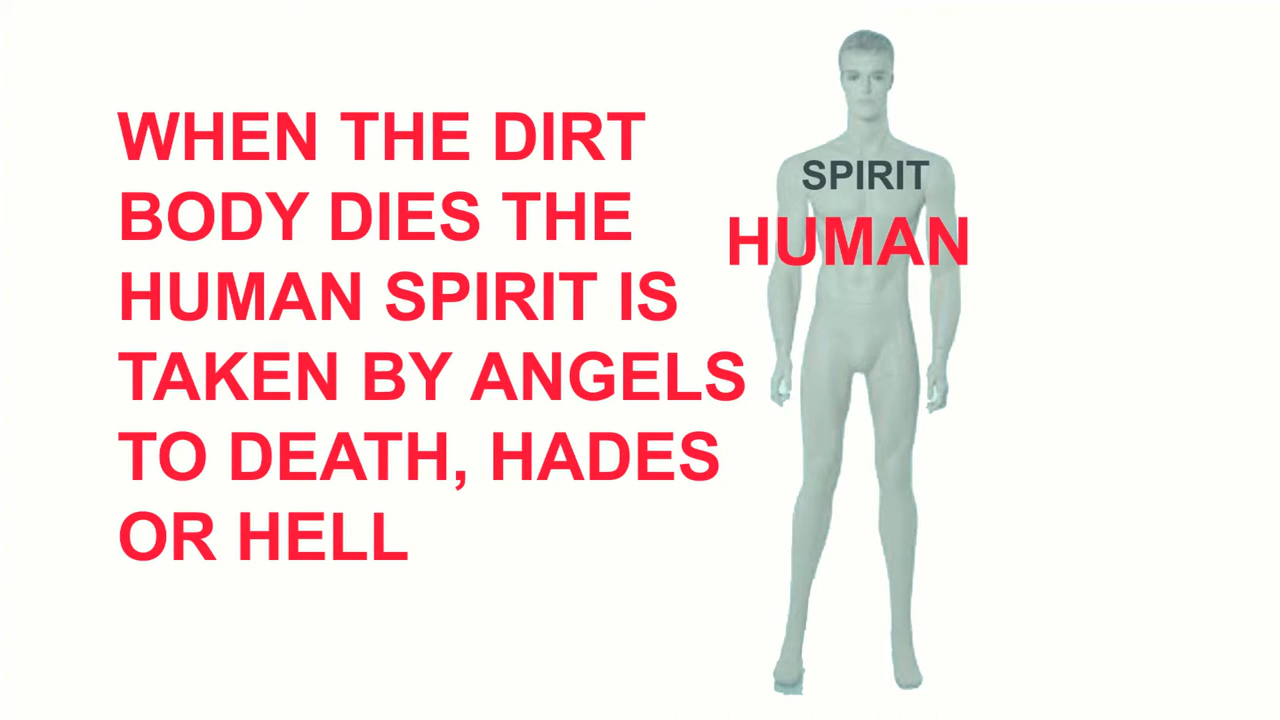 WHEN THE DIRT
BODY DIES THE
HUMAN SPIRIT IS
TAKEN BY ANGELS
TO DEATH, HADES
OR HELL
SPIRIT
HUMAN